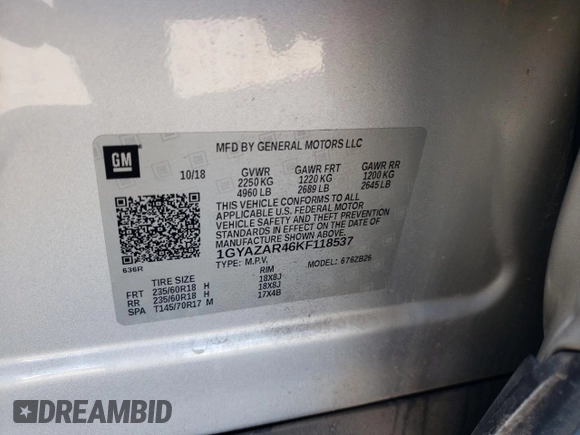 GM
MFD BY GENERAL MOTORS LLC
10/18
GVWR GAWR FRT GAWR RR
2250 KG 1220 KG 1200 KG
4960 LB 2689 LB 2645 LB
THIS VEHICLE CONFORMS TO ALL
APPLICABLE U.S. FEDERAL MOTOR
VEHICLE SAFETY AND THEFT PREVENTION
STANDARDS IN EFFECT ON THE DATE OF
MANUFACTURE SHOWN ABOVE.
1GYAZAR46KF118537
TYPE: M.P.V. MODEL: 676ZB26
636R
TIRE SIZE RIM
FRT 235/60R18 H 18X8J
RR 235/60R18 H 18X8J
SPA T145/70R17 M 17X4B
DREAMBID